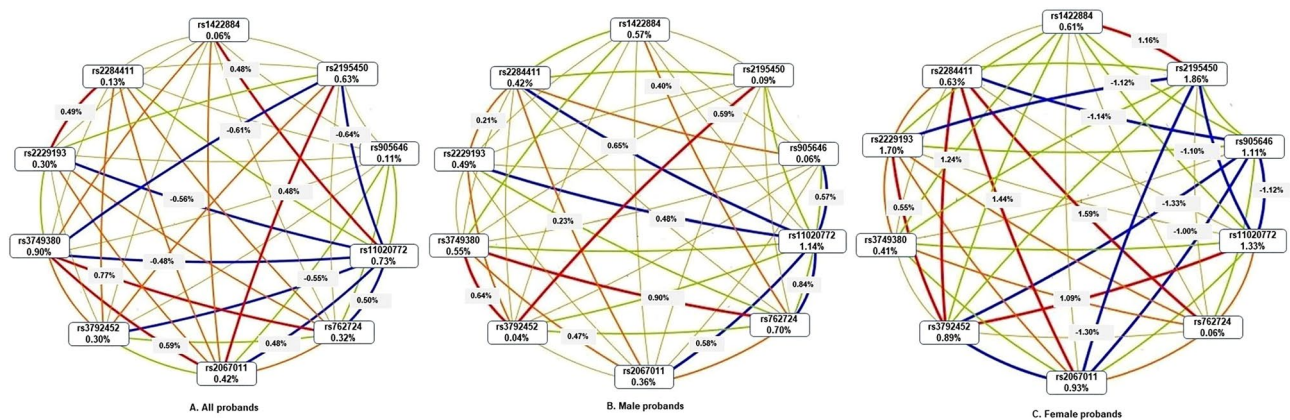 rs1422884
0.06%
0.48%
rs2195450
0.63%
rs2284411
0.13%
0.49%
-0.61%
-0.64%
rs905646
0.11%
rs2229193
0.30%
-0.56%
0.48%
rs3749380
0.90%
0.77%
-0.48%
-0.55%
rs11020772
0.73%
0.50%
rs3792452
0.30%
0.59%
0.48%
rs762724
0.32%
rs2067011
0.42%
A. All probands
rs1422884
0.57%
rs2284411
0.42%
0.40%
rs2195450
0.09%
0.21%
0.59%
0.65%
rs2229193
0.49%
rs905646
0.06%
0.57%
0.23%
0.48%
rs3749380
0.55%
rs11020772
1.14%
0.64%
0.90%
0.84%
rs3792452
0.04%
0.47%
0.58%
rs762724
0.70%
rs2067011
0.36%
B. Male probands
rs1422884
0.61%
1.16%
rs2284411
0.63%
-1.12%
rs2195450
1.86%
-1.14%
rs2229193
1.70%
1.24%
-1.10%
rs905646
1.11%
-1.12%
0.55%
1.44%
1.59%
-1.33%
-1.00%
rs3749380
0.41%
rs11020772
1.33%
1.09%
rs3792452
0.89%
-1.30%
rs762724
0.06%
rs2067011
0.93%
C. Female probands